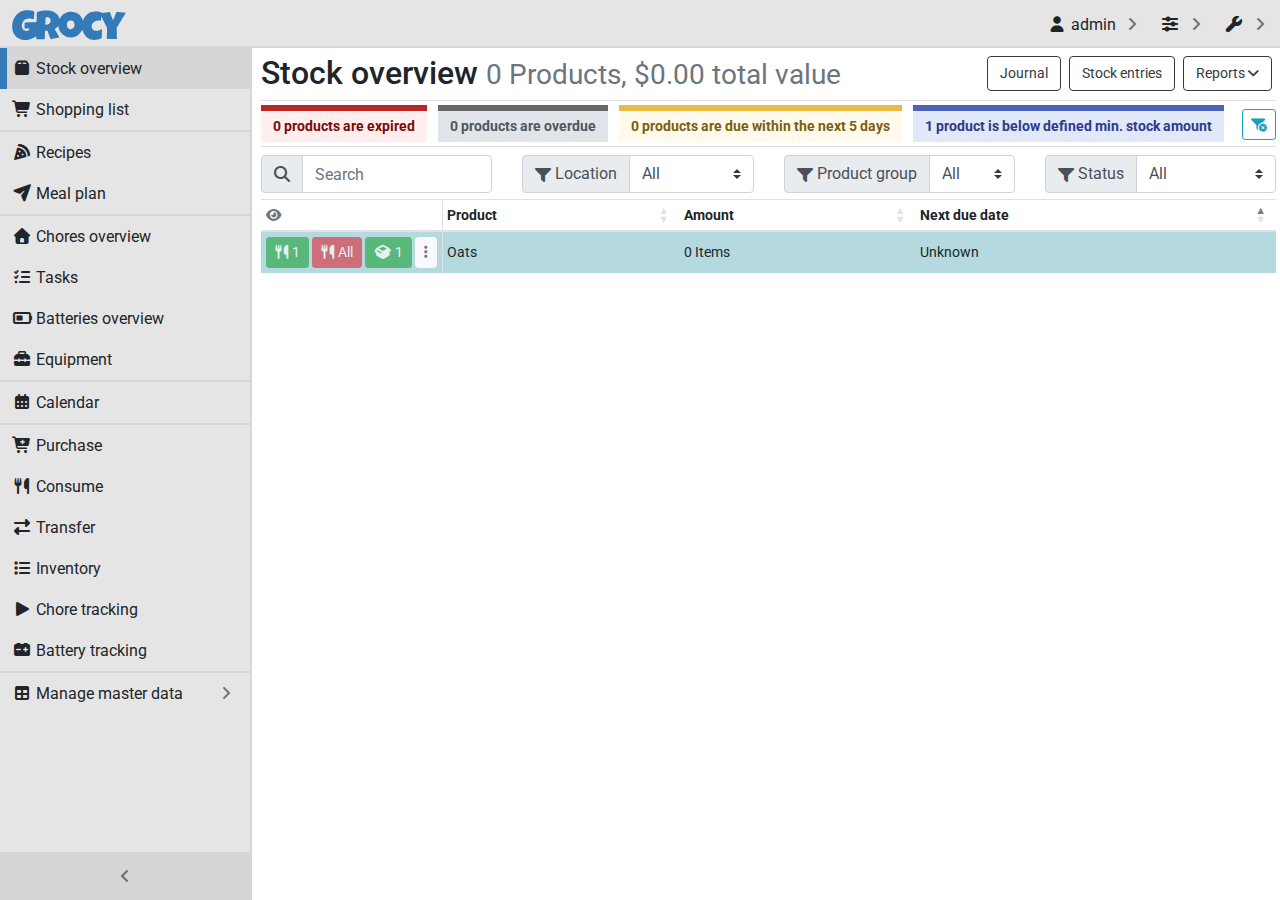 GROCY
admin
Stock overview
Shopping list
Recipes
Meal plan
Chores overview
Tasks
Batteries overview
Equipment
Calendar
Purchase
Consume
Transfer
Inventory
Chore tracking
Battery tracking
Manage master data
Stock overview 0 Products, $0.00 total value
Journal
Stock entries
Reports
0 products are expired
0 products are overdue
0 products are due within the next 5 days
1 product is below defined min. stock amount
Search
Location
All
Product group
All
Status
All
Product
Amount
Next due date
1
All
1
Oats
0 Items
Unknown